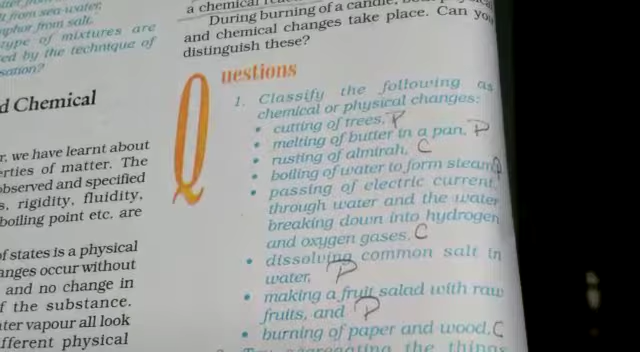 from sea water,
phor from salt.
type of mixtures are
ed by the technique of
sation?
d Chemical
r, we have learnt about
erties of matter. The
observed and specified
s, rigidity, fluidity,
boiling point etc. are
of states is a physical
anges occur without
and no change in
f the substance.
ter vapour all look
fferent physical
a chemical
During burning of a candle, both physical
and chemical changes take place. Can you
distinguish these?
Questions
1. Classify the following as
chemical or physical changes:
• cutting of trees, P
• melting of butter in a pan, P
• rusting of almirah, C
• boiling of water to form steam, P
• passing of electric current,
through water and the water
breaking down into hydrogen
and oxygen gases, C
• dissolving common salt in
water, P
• making a fruit salad with raw
fruits, and P
• burning of paper and wood. C
segregating the things